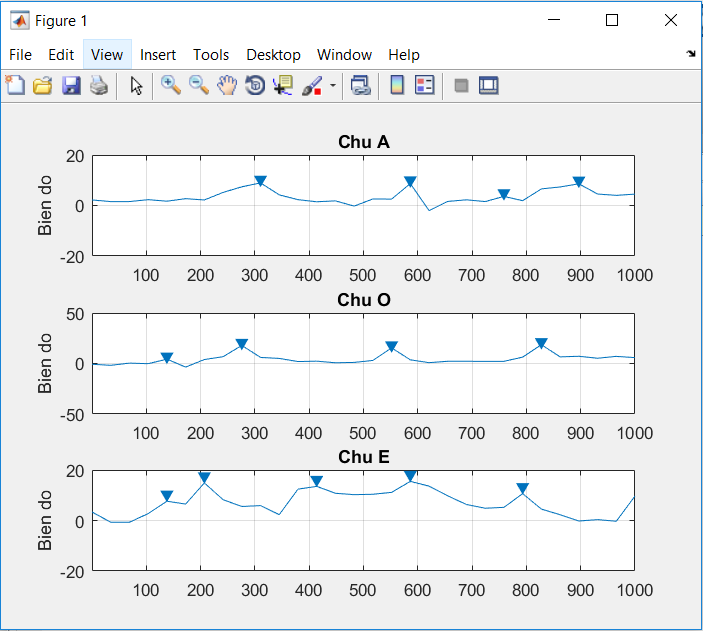 Figure 1
File Edit View Insert Tools Desktop Window Help
Chu A
Bien do
20
0
-20
100 200 300 400 500 600 700 800 900 1000
Chu O
Bien do
50
0
-50
100 200 300 400 500 600 700 800 900 1000
Chu E
Bien do
20
0
-20
100 200 300 400 500 600 700 800 900 1000